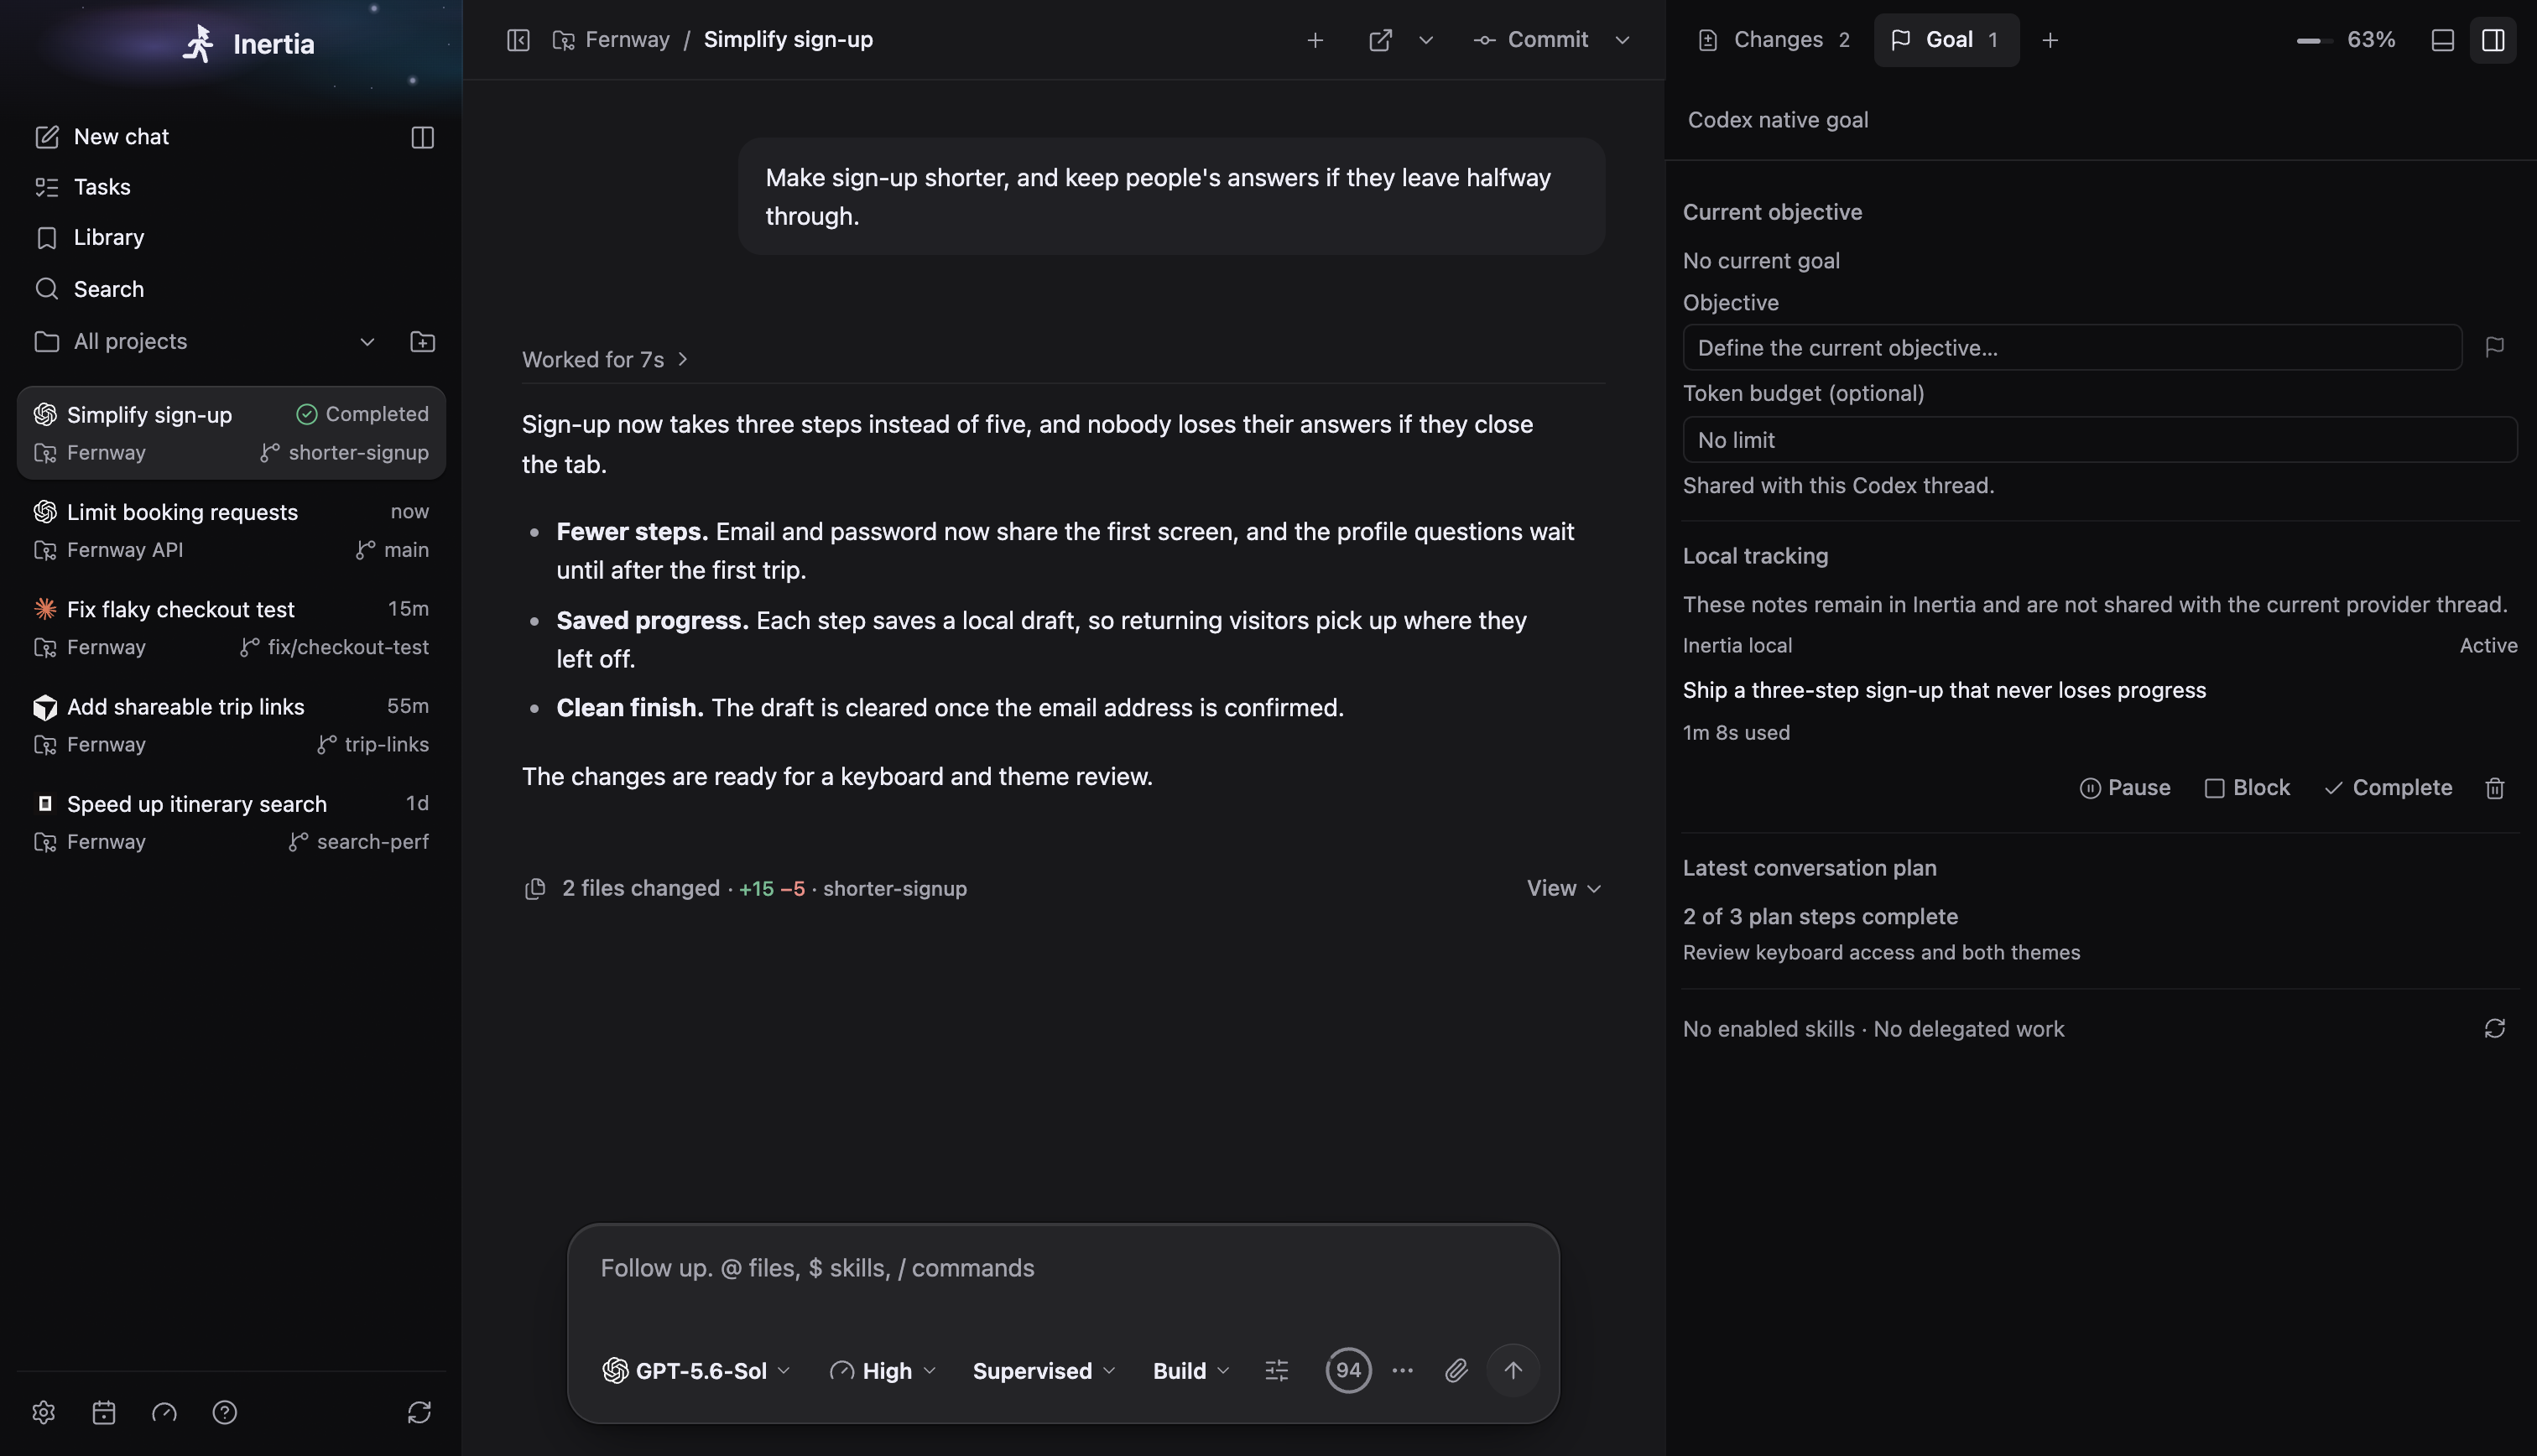 Inertia
New chat
Tasks
Library
Search
All projects
Simplify sign-up Completed
Fernway shorter-signup
Limit booking requests now
Fernway API main
Fix flaky checkout test 15m
Fernway fix/checkout-test
Add shareable trip links 55m
Fernway trip-links
Speed up itinerary search 1d
Fernway search-perf
Fernway / Simplify sign-up
Commit
Make sign-up shorter, and keep people's answers if they leave halfway
through.
Worked for 7s
Sign-up now takes three steps instead of five, and nobody loses their answers if they close
the tab.
• Fewer steps. Email and password now share the first screen, and the profile questions wait
until after the first trip.
• Saved progress. Each step saves a local draft, so returning visitors pick up where they
left off.
• Clean finish. The draft is cleared once the email address is confirmed.
The changes are ready for a keyboard and theme review.
2 files changed · +15 −5 · shorter-signup View
Follow up. @ files, $ skills, / commands
GPT-5.6-Sol High Supervised Build 94
Changes 2 Goal 1 63%
Codex native goal
Current objective
No current goal
Objective
Define the current objective...
Token budget (optional)
No limit
Shared with this Codex thread.
Local tracking
These notes remain in Inertia and are not shared with the current provider thread.
Inertia local Active
Ship a three-step sign-up that never loses progress
1m 8s used
Pause Block Complete
Latest conversation plan
2 of 3 plan steps complete
Review keyboard access and both themes
No enabled skills · No delegated work